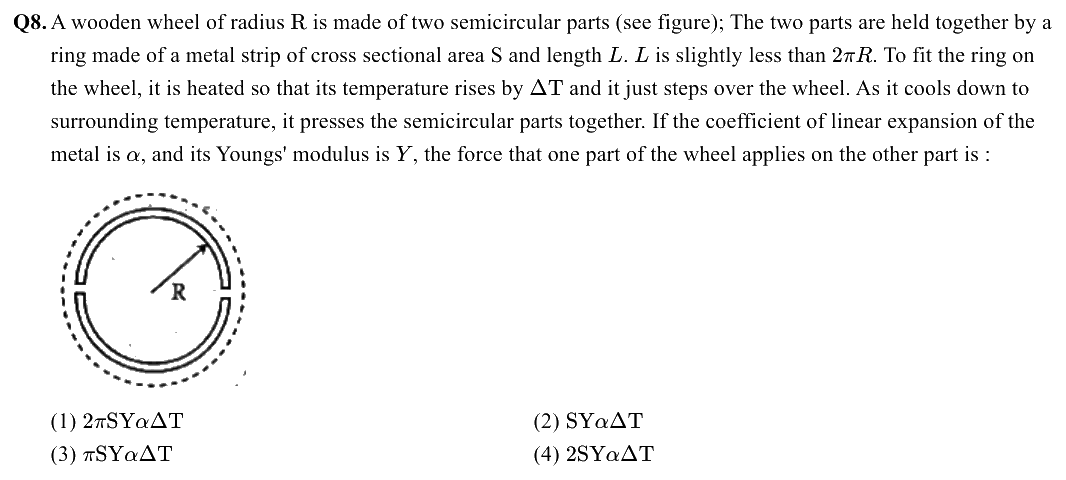 Q8. A wooden wheel of radius R is made of two semicircular parts (see figure); The two parts are held together by a
ring made of a metal strip of cross sectional area S and length L. L is slightly less than 2πR. To fit the ring on
the wheel, it is heated so that its temperature rises by ΔT and it just steps over the wheel. As it cools down to
surrounding temperature, it presses the semicircular parts together. If the coefficient of linear expansion of the
metal is α, and its Youngs' modulus is Y, the force that one part of the wheel applies on the other part is :
R
(1) 2πSYαΔT (2) SYαΔT
(3) πSYαΔT (4) 2SYαΔT